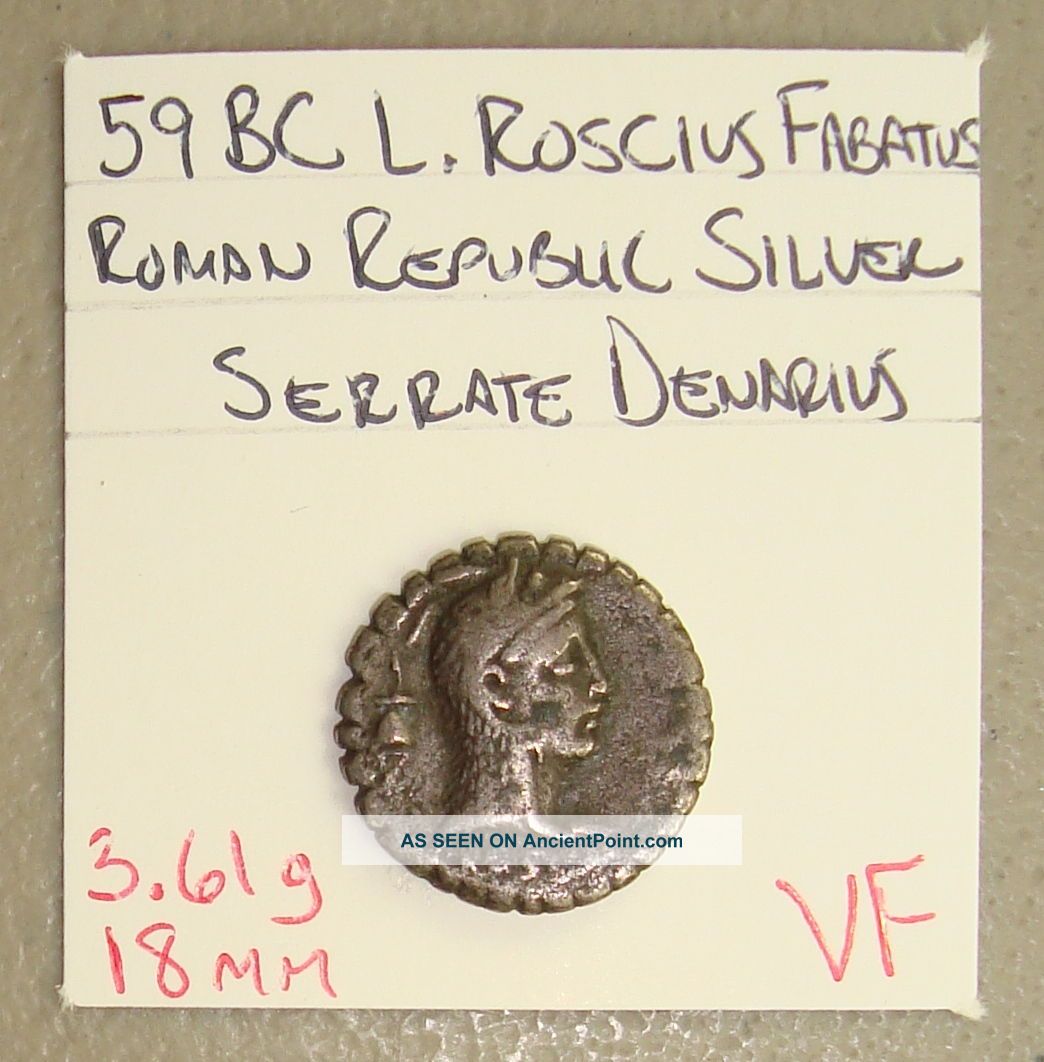 59 BC L. ROSCIUS FABATUS
ROMAN REPUBLIC SILVER
SERRATE DENARIUS
AS SEEN ON AncientPoint.com
3.61g
18mm
VF